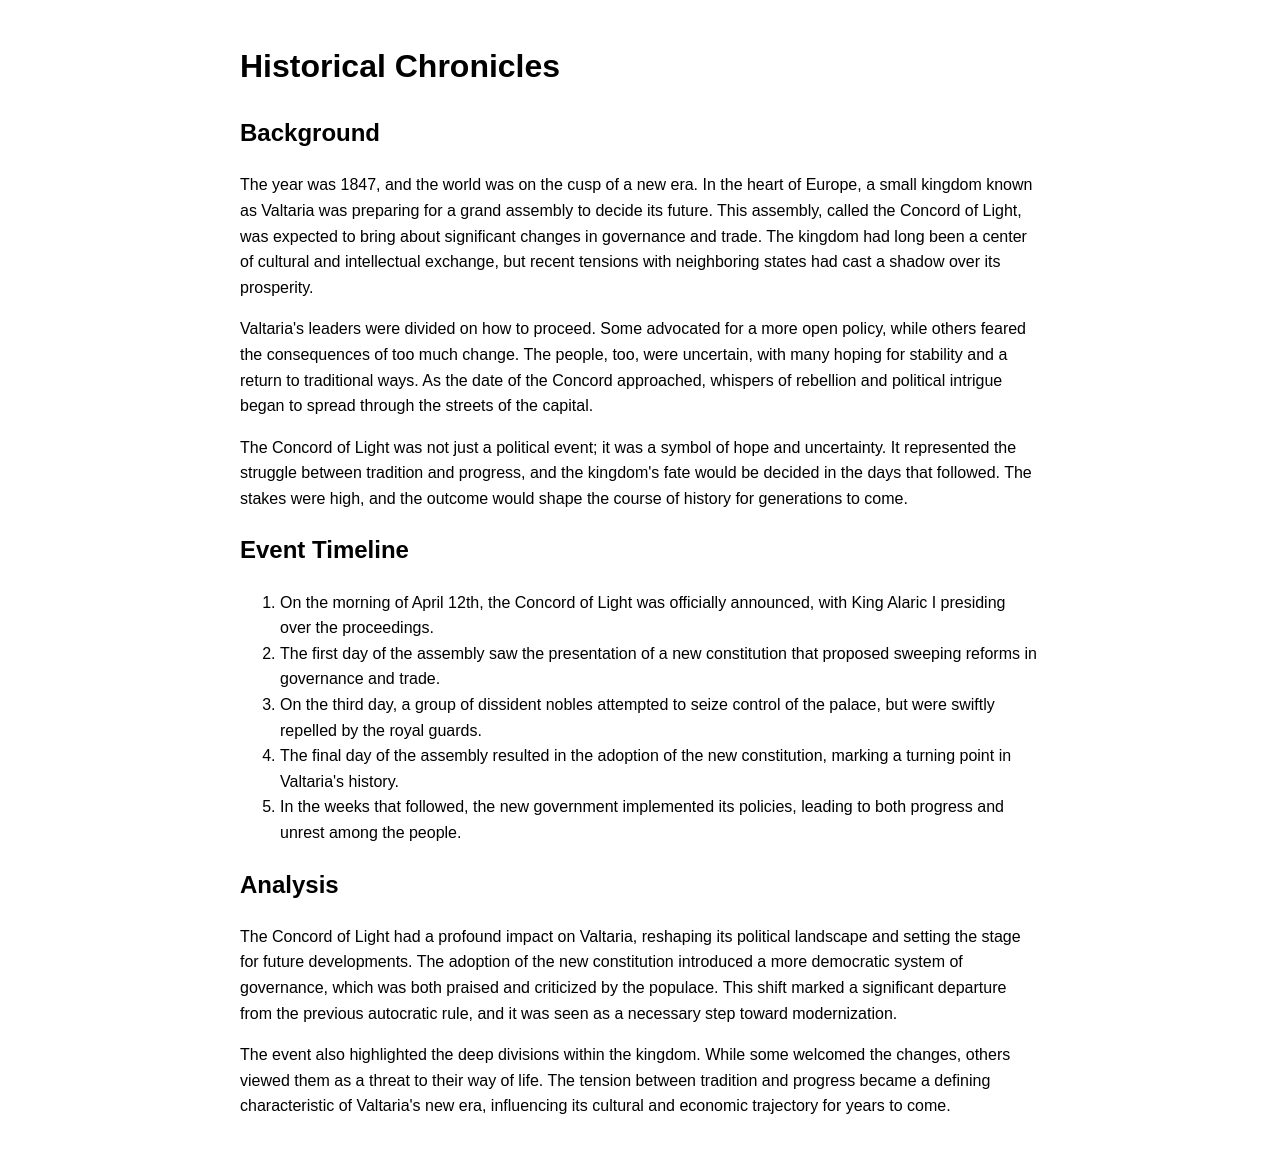 Historical Chronicles
Background
The year was 1847, and the world was on the cusp of a new era. In the heart of Europe, a small kingdom known
as Valtaria was preparing for a grand assembly to decide its future. This assembly, called the Concord of Light,
was expected to bring about significant changes in governance and trade. The kingdom had long been a center
of cultural and intellectual exchange, but recent tensions with neighboring states had cast a shadow over its
prosperity.
Valtaria's leaders were divided on how to proceed. Some advocated for a more open policy, while others feared
the consequences of too much change. The people, too, were uncertain, with many hoping for stability and a
return to traditional ways. As the date of the Concord approached, whispers of rebellion and political intrigue
began to spread through the streets of the capital.
The Concord of Light was not just a political event; it was a symbol of hope and uncertainty. It represented the
struggle between tradition and progress, and the kingdom's fate would be decided in the days that followed. The
stakes were high, and the outcome would shape the course of history for generations to come.
Event Timeline
1. On the morning of April 12th, the Concord of Light was officially announced, with King Alaric I presiding
over the proceedings.
2. The first day of the assembly saw the presentation of a new constitution that proposed sweeping reforms in
governance and trade.
3. On the third day, a group of dissident nobles attempted to seize control of the palace, but were swiftly
repelled by the royal guards.
4. The final day of the assembly resulted in the adoption of the new constitution, marking a turning point in
Valtaria's history.
5. In the weeks that followed, the new government implemented its policies, leading to both progress and
unrest among the people.
Analysis
The Concord of Light had a profound impact on Valtaria, reshaping its political landscape and setting the stage
for future developments. The adoption of the new constitution introduced a more democratic system of
governance, which was both praised and criticized by the populace. This shift marked a significant departure
from the previous autocratic rule, and it was seen as a necessary step toward modernization.
The event also highlighted the deep divisions within the kingdom. While some welcomed the changes, others
viewed them as a threat to their way of life. The tension between tradition and progress became a defining
characteristic of Valtaria's new era, influencing its cultural and economic trajectory for years to come.